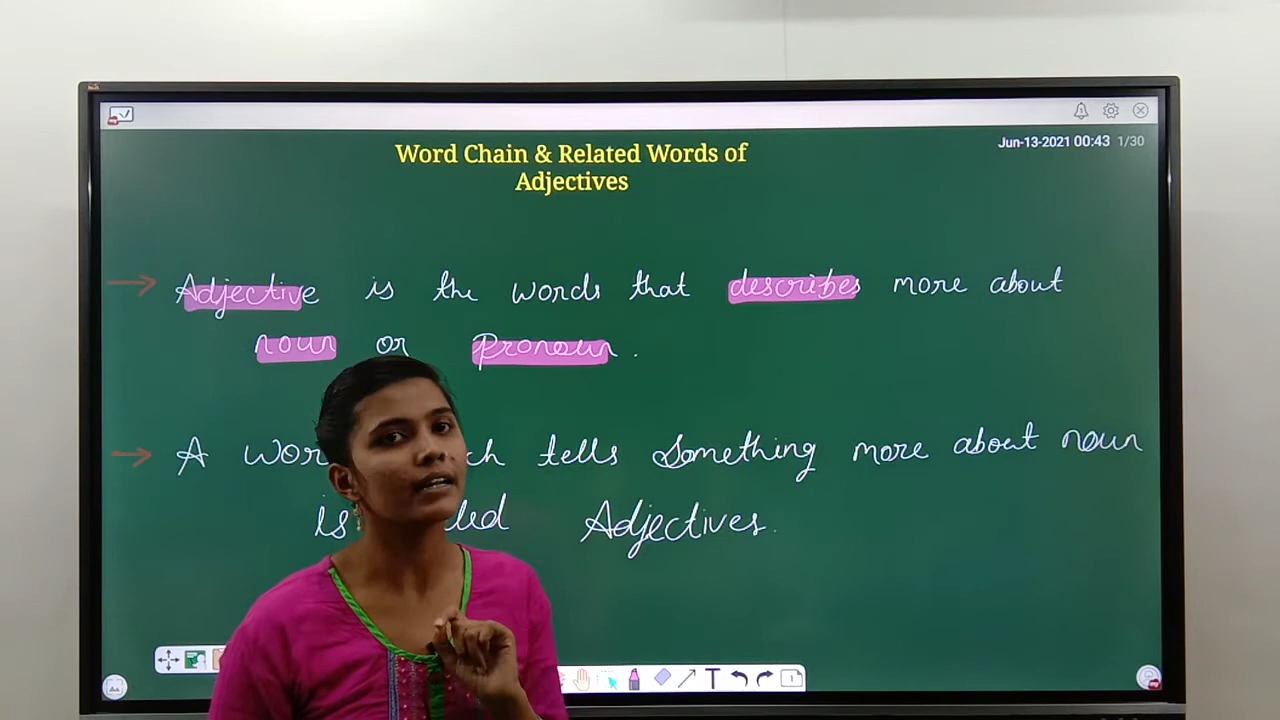 Jun-13-2021 00:43 1/30
Word Chain & Related Words of
Adjectives
→ Adjective is the words that describes more about
noun or pronoun.
→ A tells something more about noun
is Adjectives.
T 1